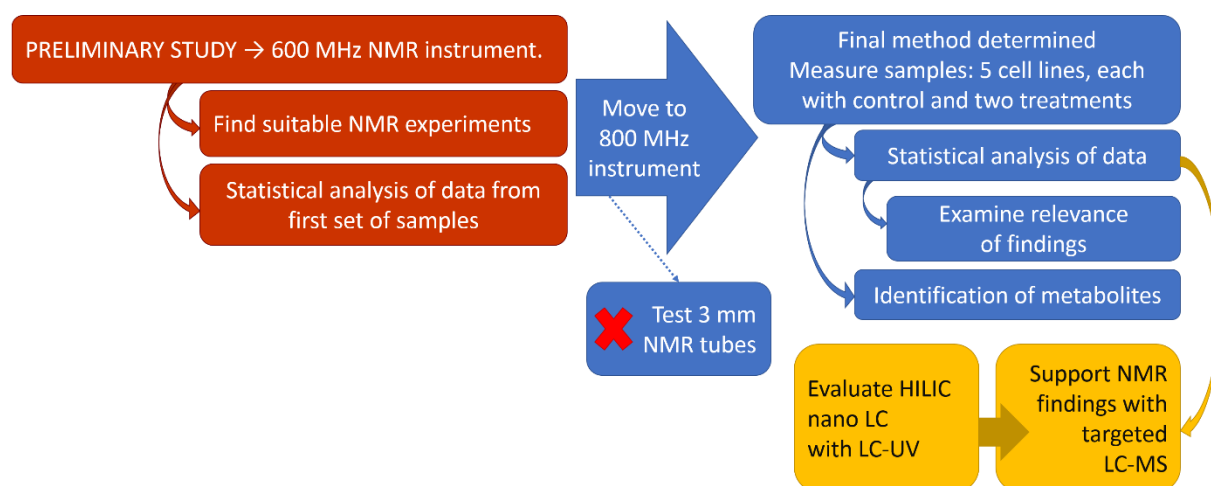 PRELIMINARY STUDY → 600 MHz NMR instrument.
Find suitable NMR experiments
Statistical analysis of data from
first set of samples
Move to
800 MHz
instrument
Test 3 mm
NMR tubes
Final method determined
Measure samples: 5 cell lines, each
with control and two treatments
Statistical analysis of data
Examine relevance
of findings
Identification of metabolites
Evaluate HILIC
nano LC
with LC-UV
Support NMR
findings with
targeted
LC-MS